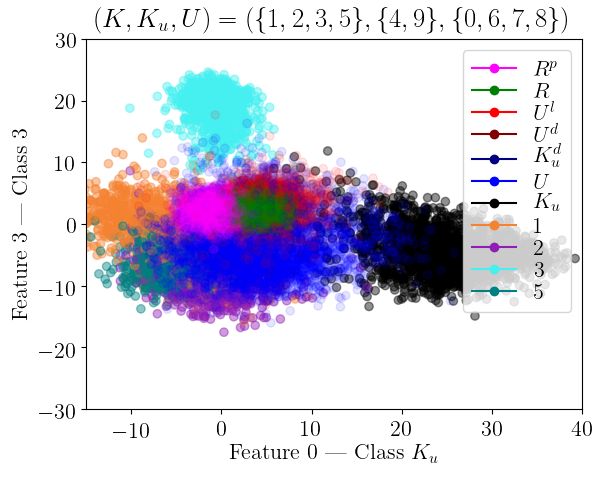 (K, K_u, U) = ({1, 2, 3, 5}, {4, 9}, {0, 6, 7, 8})
30
20
10
0
−10
−20
−30
Feature 3 — Class 3
−10 0 10 20 30 40
Feature 0 — Class K_u
R^p
R
U^l
U^d
K_u^d
U
K_u
1
2
3
5